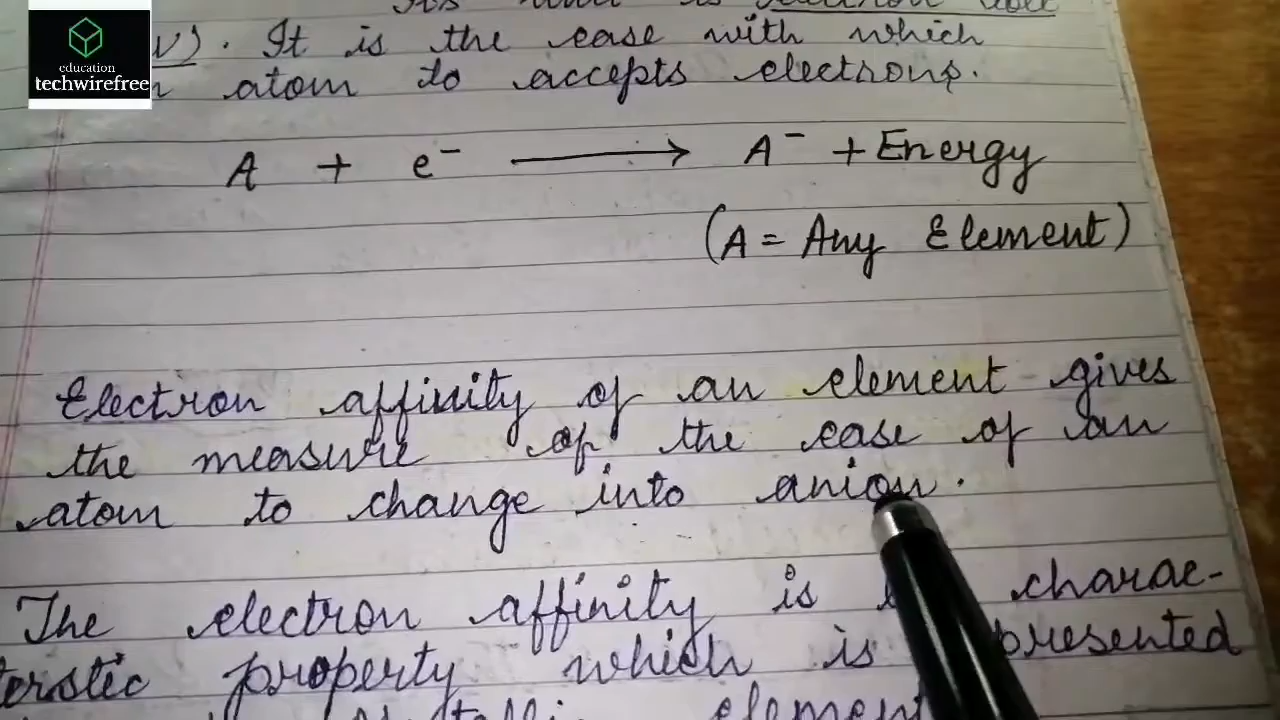 education
techwirefree
v). It is the ease with which
atom to accepts electrons.
A + e⁻ ⟶ A⁻ + Energy
(A = Any Element)
Electron affinity of an element gives
the measure of the ease of an
atom to change into anion.
The electron affinity is charac-
terstic property which is presented
element